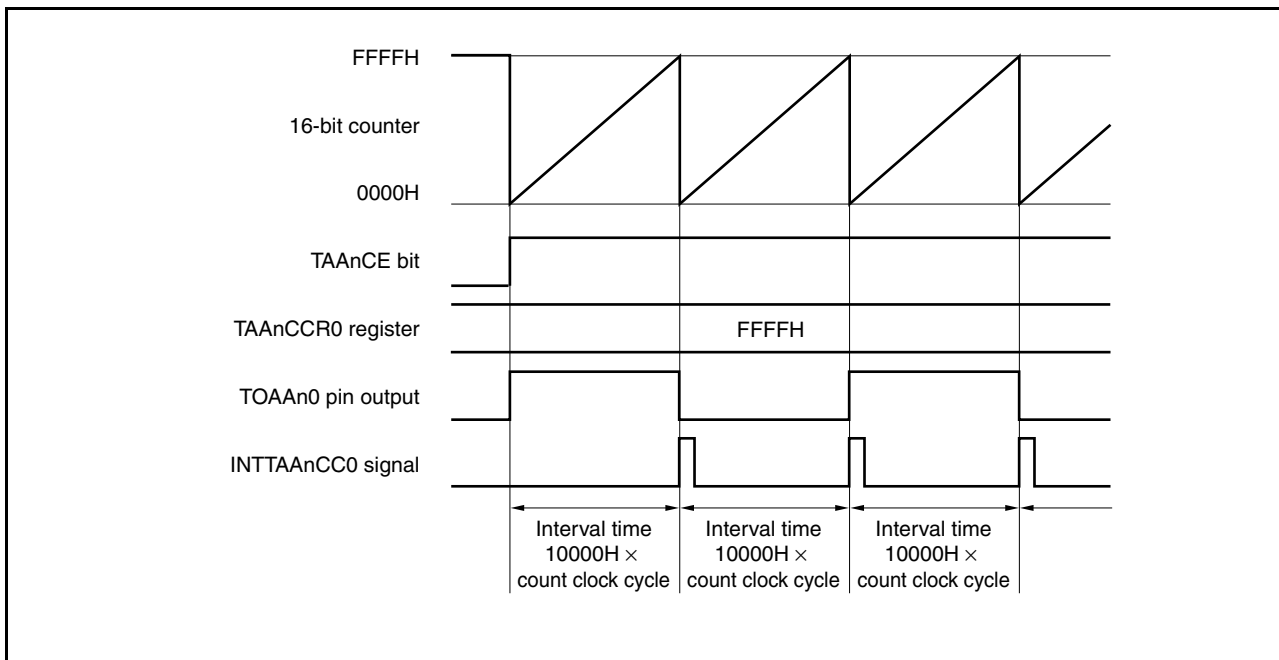 FFFFH
16-bit counter
0000H
TAAnCE bit
TAAnCCR0 register
FFFFH
TOAAn0 pin output
INTTAAnCC0 signal
Interval time
10000H ×
count clock cycle
Interval time
10000H ×
count clock cycle
Interval time
10000H ×
count clock cycle